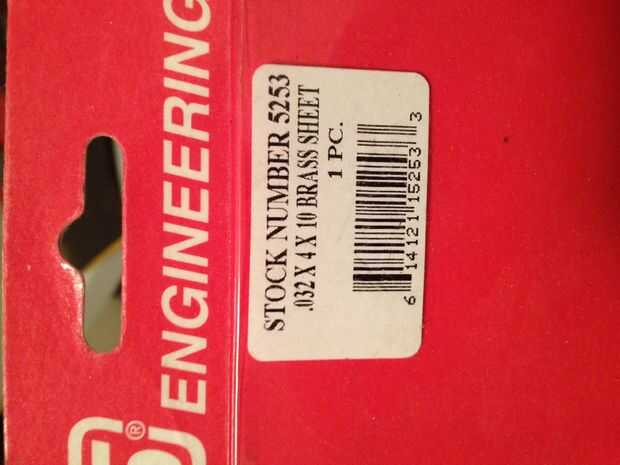 ENGINEERING
®
STOCK NUMBER 5253
.032 X 4 X 10 BRASS SHEET
1 PC.
6 14121 15253 3